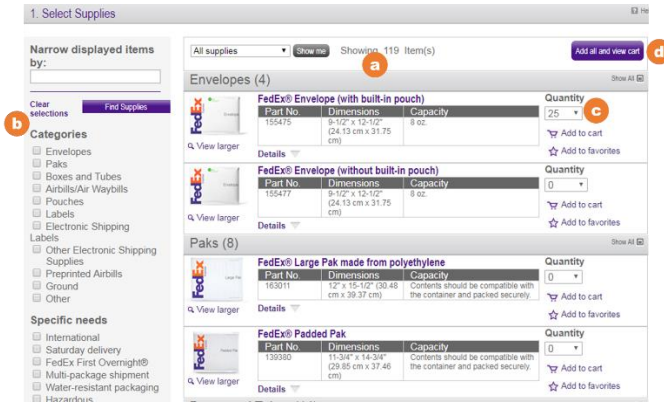 1. Select Supplies
Narrow displayed items by:
Clear selections
Find Supplies
b
Categories
Envelopes
Paks
Boxes and Tubes
Airbills/Air Waybills
Pouches
Labels
Electronic Shipping
Labels
Other Electronic Shipping
Supplies
Preprinted Airbills
Ground
Other
Specific needs
International
Saturday delivery
FedEx First Overnight®
Multi-package shipment
Water-resistant packaging
Hazardous
All supplies
Show me
Showing 119 Item(s)
a
Add all and view cart
d
Envelopes (4)
Show All
FedEx® Envelope (with built-in pouch)
Part No. Dimensions Capacity
155475 9-1/2" x 12-1/2" 8 oz.
(24.13 cm x 31.75
cm)
FedEx
View larger
Details
Quantity
25
c
Add to cart
Add to favorites
FedEx® Envelope (without built-in pouch)
Part No. Dimensions Capacity
155477 9-1/2" x 12-1/2" 8 oz.
(24.13 cm x 31.75
cm)
FedEx
View larger
Details
Quantity
0
Add to cart
Add to favorites
Paks (8)
Show All
FedEx® Large Pak made from polyethylene
Part No. Dimensions Capacity
163011 12" x 15-1/2" (30.48 Contents should be compatible with
cm x 39.37 cm) the container and packed securely.
FedEx
View larger
Details
Quantity
0
Add to cart
Add to favorites
FedEx® Padded Pak
Part No. Dimensions Capacity
139380 11-3/4" x 14-3/4" Contents should be compatible with
(29.85 cm x 37.46 the container and packed securely.
cm)
FedEx
View larger
Details
Quantity
0
Add to cart
Add to favorites